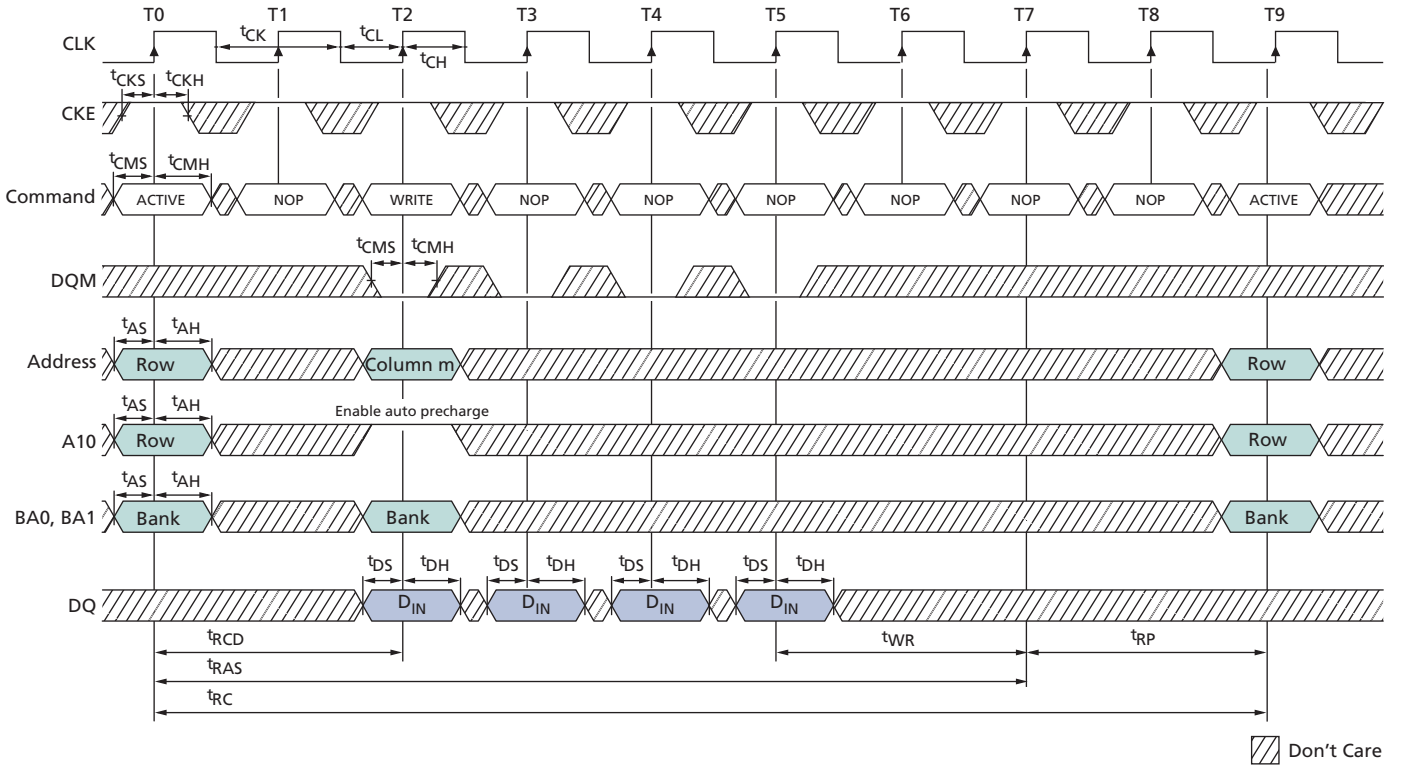 T0 T1 T2 T3 T4 T5 T6 T7 T8 T9
CLK tCK tCL tCH
tCKS tCKH
CKE
tCMS tCMH
Command ACTIVE NOP WRITE NOP NOP NOP NOP NOP NOP ACTIVE
tCMS tCMH
DQM
tAS tAH
Address Row Column m Row
tAS tAH Enable auto precharge
A10 Row Row
tAS tAH
BA0, BA1 Bank Bank Bank
tDS tDH tDS tDH tDS tDH tDS tDH
DQ DIN DIN DIN DIN
tRCD tWR tRP
tRAS
tRC
Don't Care